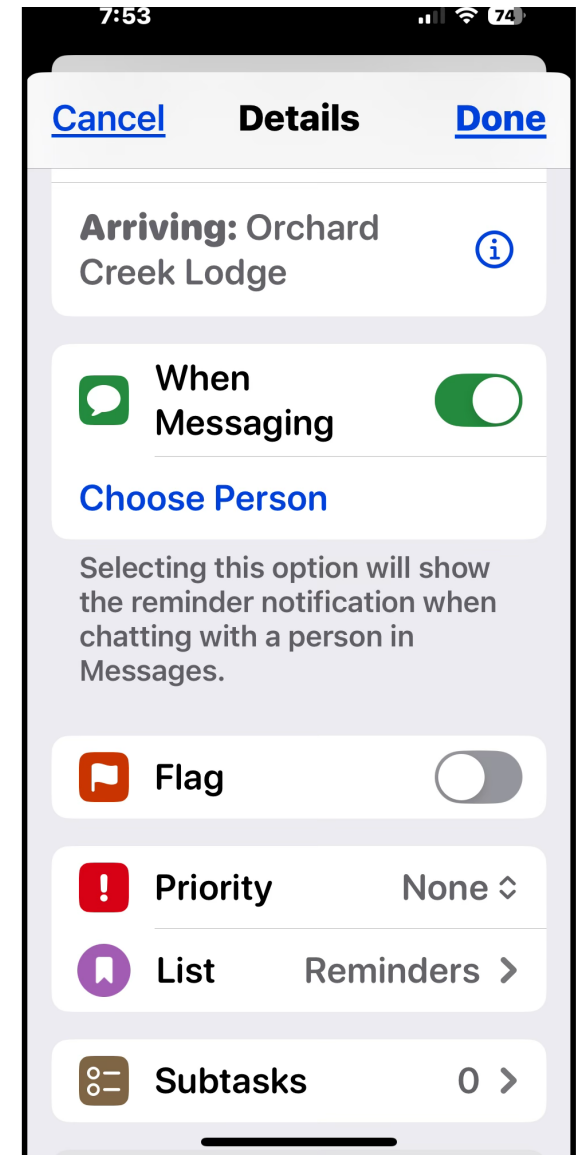 7:53 74
Cancel Details Done
Arriving: Orchard
Creek Lodge
When
Messaging
Choose Person
Selecting this option will show
the reminder notification when
chatting with a person in
Messages.
Flag
Priority None
List Reminders
Subtasks 0